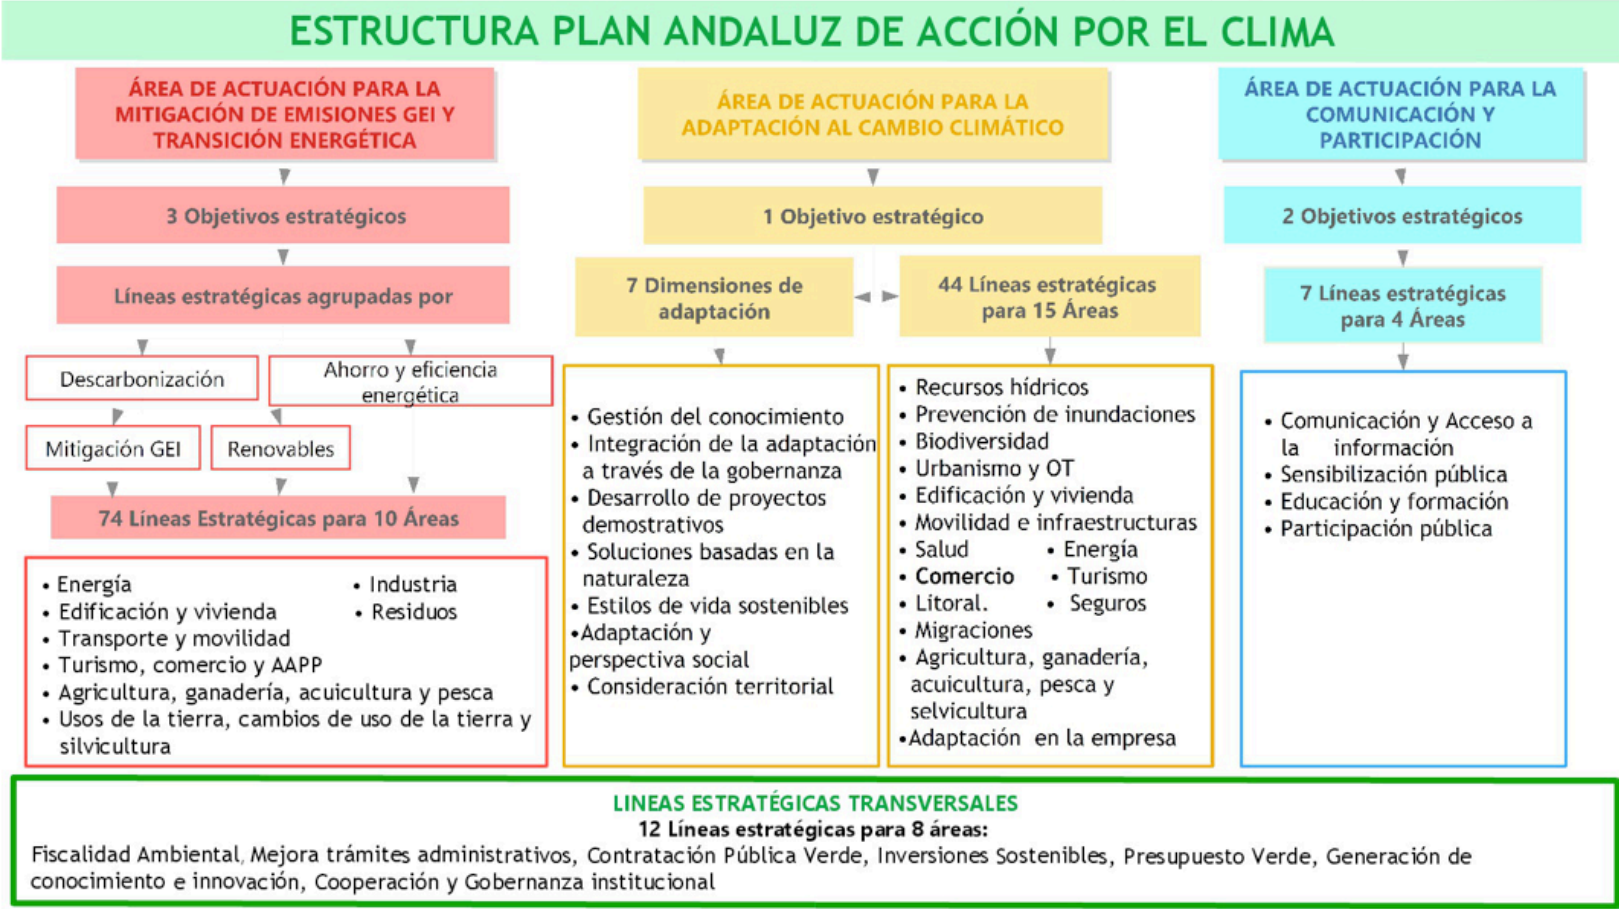 ESTRUCTURA PLAN ANDALUZ DE ACCIÓN POR EL CLIMA
ÁREA DE ACTUACIÓN PARA LA
MITIGACIÓN DE EMISIONES GEI Y
TRANSICIÓN ENERGÉTICA
3 Objetivos estratégicos
Líneas estratégicas agrupadas por
Descarbonización
Ahorro y eficiencia
energética
Mitigación GEI
Renovables
74 Líneas Estratégicas para 10 Áreas
• Energía
• Industria
• Edificación y vivienda
• Residuos
• Transporte y movilidad
• Turismo, comercio y AAPP
• Agricultura, ganadería, acuicultura y pesca
• Usos de la tierra, cambios de uso de la tierra y
silvicultura
ÁREA DE ACTUACIÓN PARA LA
ADAPTACIÓN AL CAMBIO CLIMÁTICO
1 Objetivo estratégico
7 Dimensiones de
adaptación
• Gestión del conocimiento
• Integración de la adaptación
a través de la gobernanza
• Desarrollo de proyectos
demostrativos
• Soluciones basadas en la
naturaleza
• Estilos de vida sostenibles
•Adaptación y
perspectiva social
• Consideración territorial
44 Líneas estratégicas
para 15 Áreas
• Recursos hídricos
• Prevención de inundaciones
• Biodiversidad
• Urbanismo y OT
• Edificación y vivienda
• Movilidad e infraestructuras
• Salud
• Energía
• Comercio
• Turismo
• Litoral.
• Seguros
• Migraciones
• Agricultura, ganadería,
acuicultura, pesca y
selvicultura
•Adaptación en la empresa
ÁREA DE ACTUACIÓN PARA LA
COMUNICACIÓN Y
PARTICIPACIÓN
2 Objetivos estratégicos
7 Líneas estratégicas
para 4 Áreas
• Comunicación y Acceso a
la información
• Sensibilización pública
• Educación y formación
• Participación pública
LINEAS ESTRATÉGICAS TRANSVERSALES
12 Líneas estratégicas para 8 áreas:
Fiscalidad Ambiental, Mejora trámites administrativos, Contratación Pública Verde, Inversiones Sostenibles, Presupuesto Verde, Generación de
conocimiento e innovación, Cooperación y Gobernanza institucional